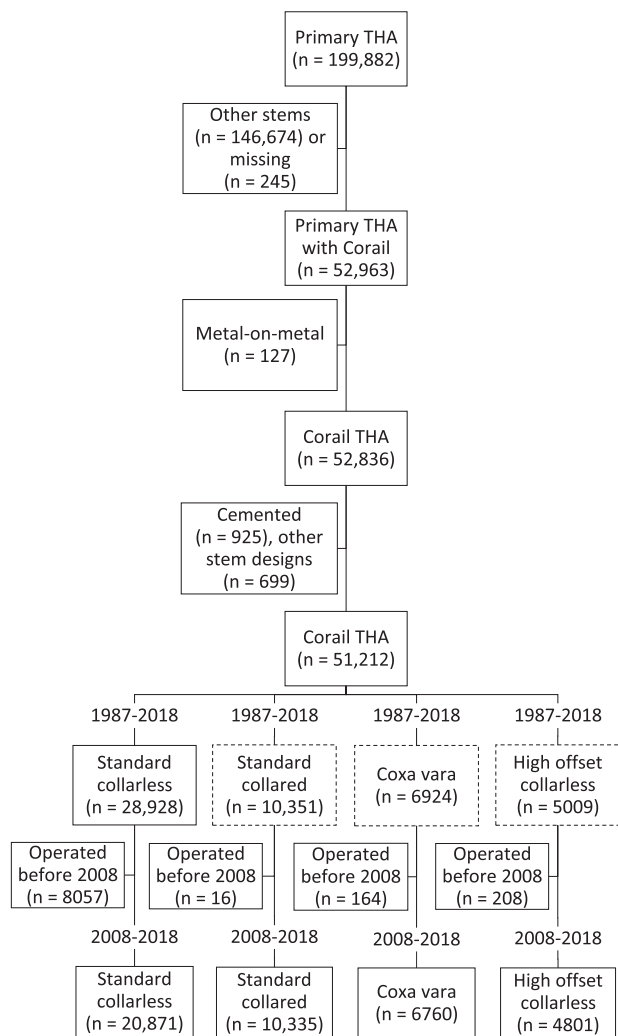 Primary THA
(n = 199,882)
Other stems
(n = 146,674) or
missing
(n = 245)
Primary THA
with Corail
(n = 52,963)
Metal-on-metal
(n = 127)
Corail THA
(n = 52,836)
Cemented
(n = 925), other
stem designs
(n = 699)
Corail THA
(n = 51,212)
1987-2018
1987-2018
1987-2018
1987-2018
Standard
collarless
(n = 28,928)
Standard
collared
(n = 10,351)
Coxa vara
(n = 6924)
High offset
collarless
(n = 5009)
Operated
before 2008
(n = 8057)
Operated
before 2008
(n = 16)
Operated
before 2008
(n = 164)
Operated
before 2008
(n = 208)
2008-2018
2008-2018
2008-2018
2008-2018
Standard
collarless
(n = 20,871)
Standard
collared
(n = 10,335)
Coxa vara
(n = 6760)
High offset
collarless
(n = 4801)